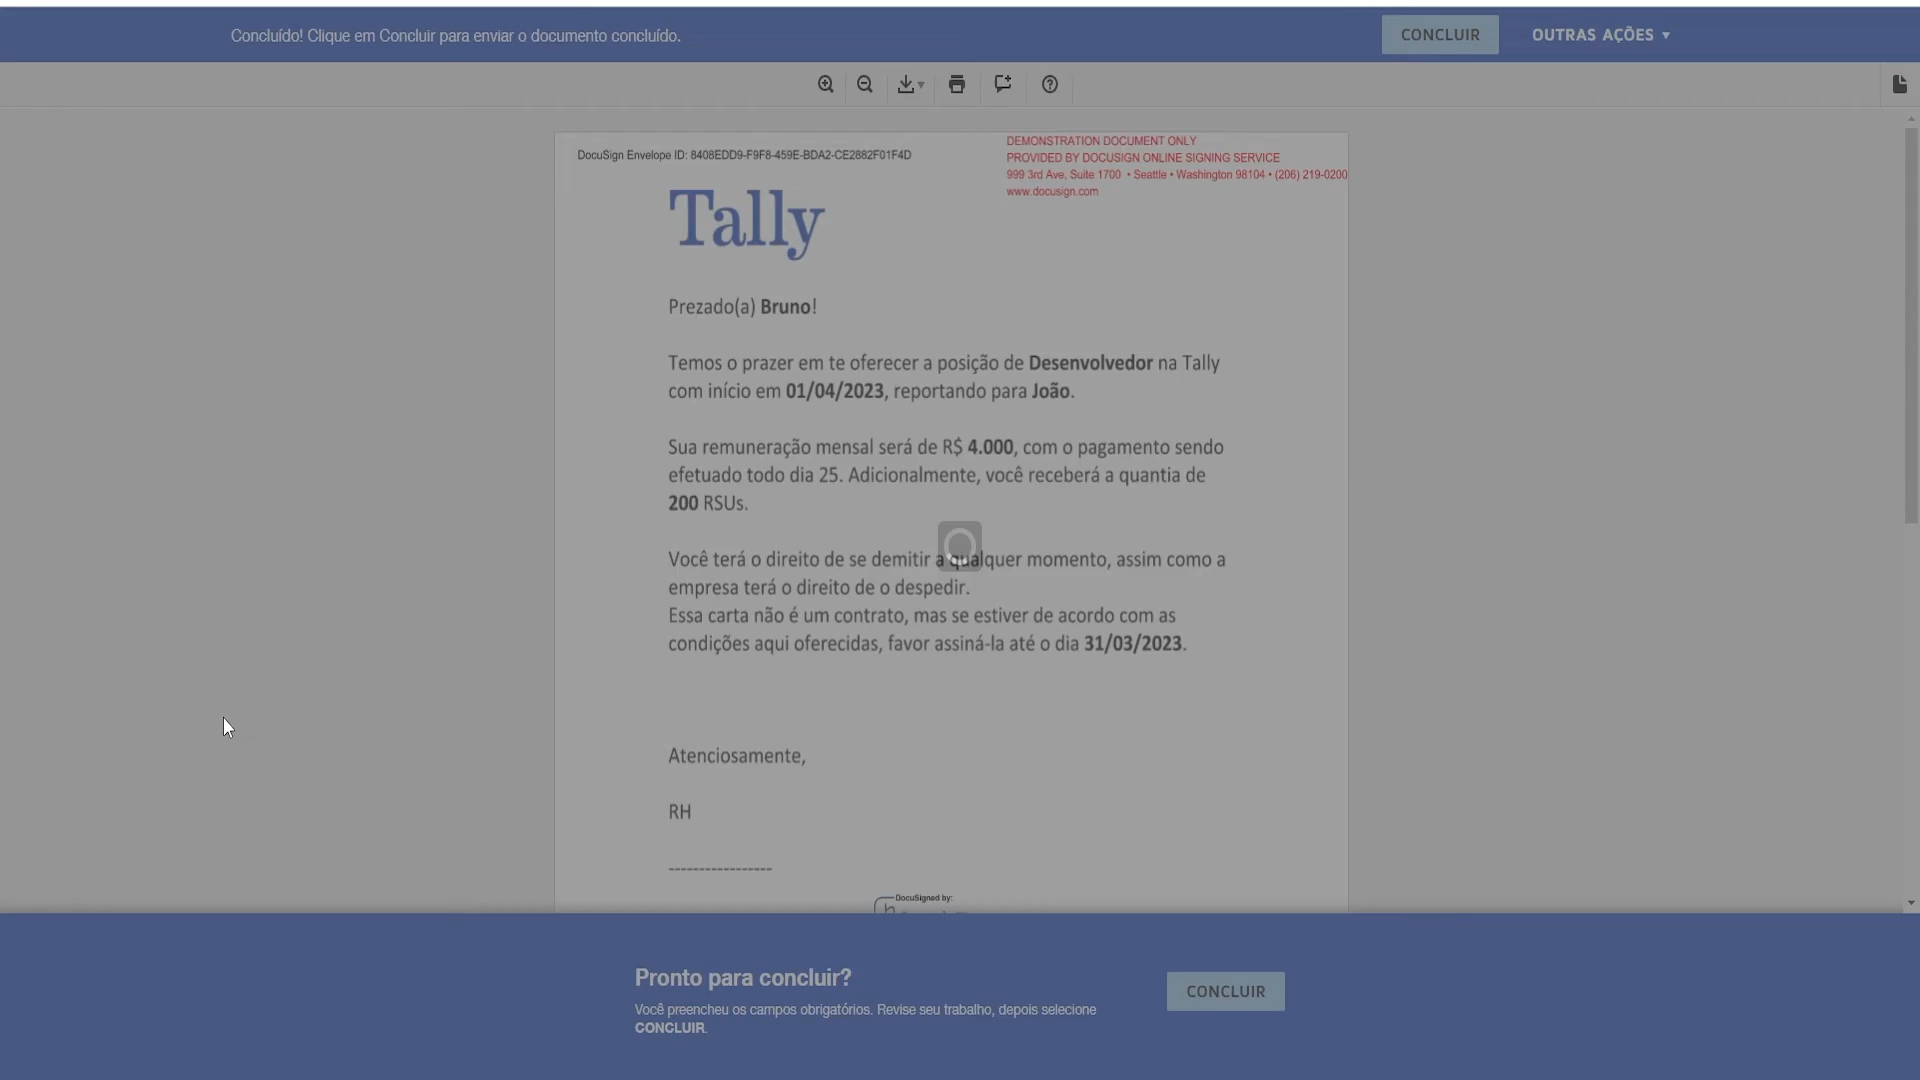 Concluído! Clique em Concluir para enviar o documento concluído.
CONCLUIR
OUTRAS AÇÕES
DocuSign Envelope ID: 8408EDD9-F9F8-459E-BDA2-CE2882F01F4D
DEMONSTRATION DOCUMENT ONLY
PROVIDED BY DOCUSIGN ONLINE SIGNING SERVICE
999 3rd Ave, Suite 1700 • Seattle • Washington 98104 • (206) 219-0200
www.docusign.com
Tally
Prezado(a) Bruno!
Temos o prazer em te oferecer a posição de Desenvolvedor na Tally
com início em 01/04/2023, reportando para João.
Sua remuneração mensal será de R$ 4.000, com o pagamento sendo
efetuado todo dia 25. Adicionalmente, você receberá a quantia de
200 RSUs.
Você terá o direito de se demitir a qualquer momento, assim como a
empresa terá o direito de o despedir.
Essa carta não é um contrato, mas se estiver de acordo com as
condições aqui oferecidas, favor assiná-la até o dia 31/03/2023.
Atenciosamente,
RH
-----------------
DocuSigned by:
Pronto para concluir?
Você preencheu os campos obrigatórios. Revise seu trabalho, depois selecione
CONCLUIR.
CONCLUIR